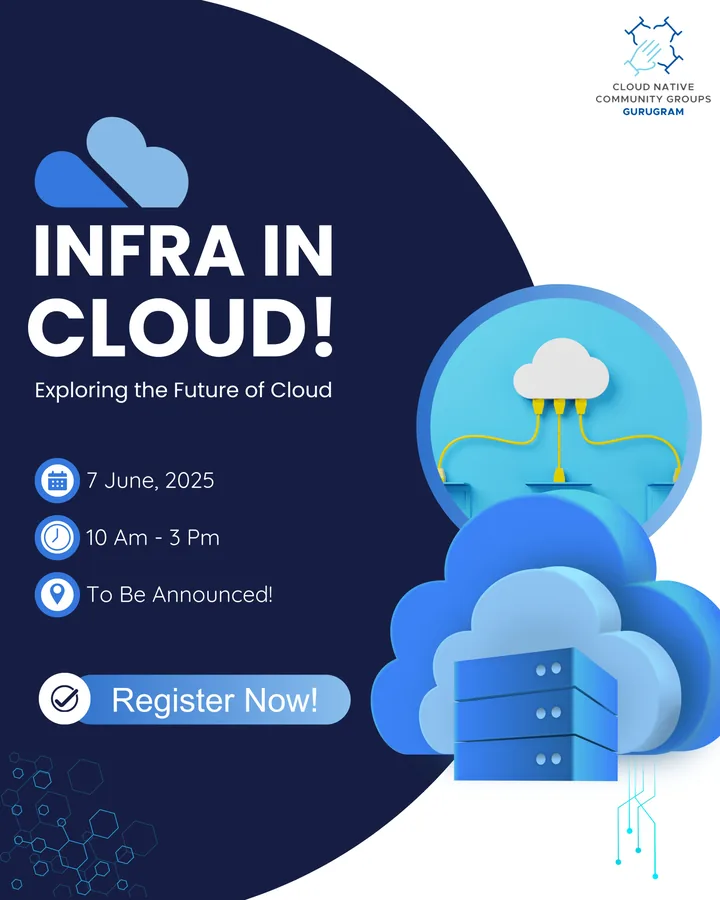 CLOUD NATIVE
COMMUNITY GROUPS
GURUGRAM
INFRA IN
CLOUD!
Exploring the Future of Cloud
7 June, 2025
10 Am - 3 Pm
To Be Announced!
Register Now!